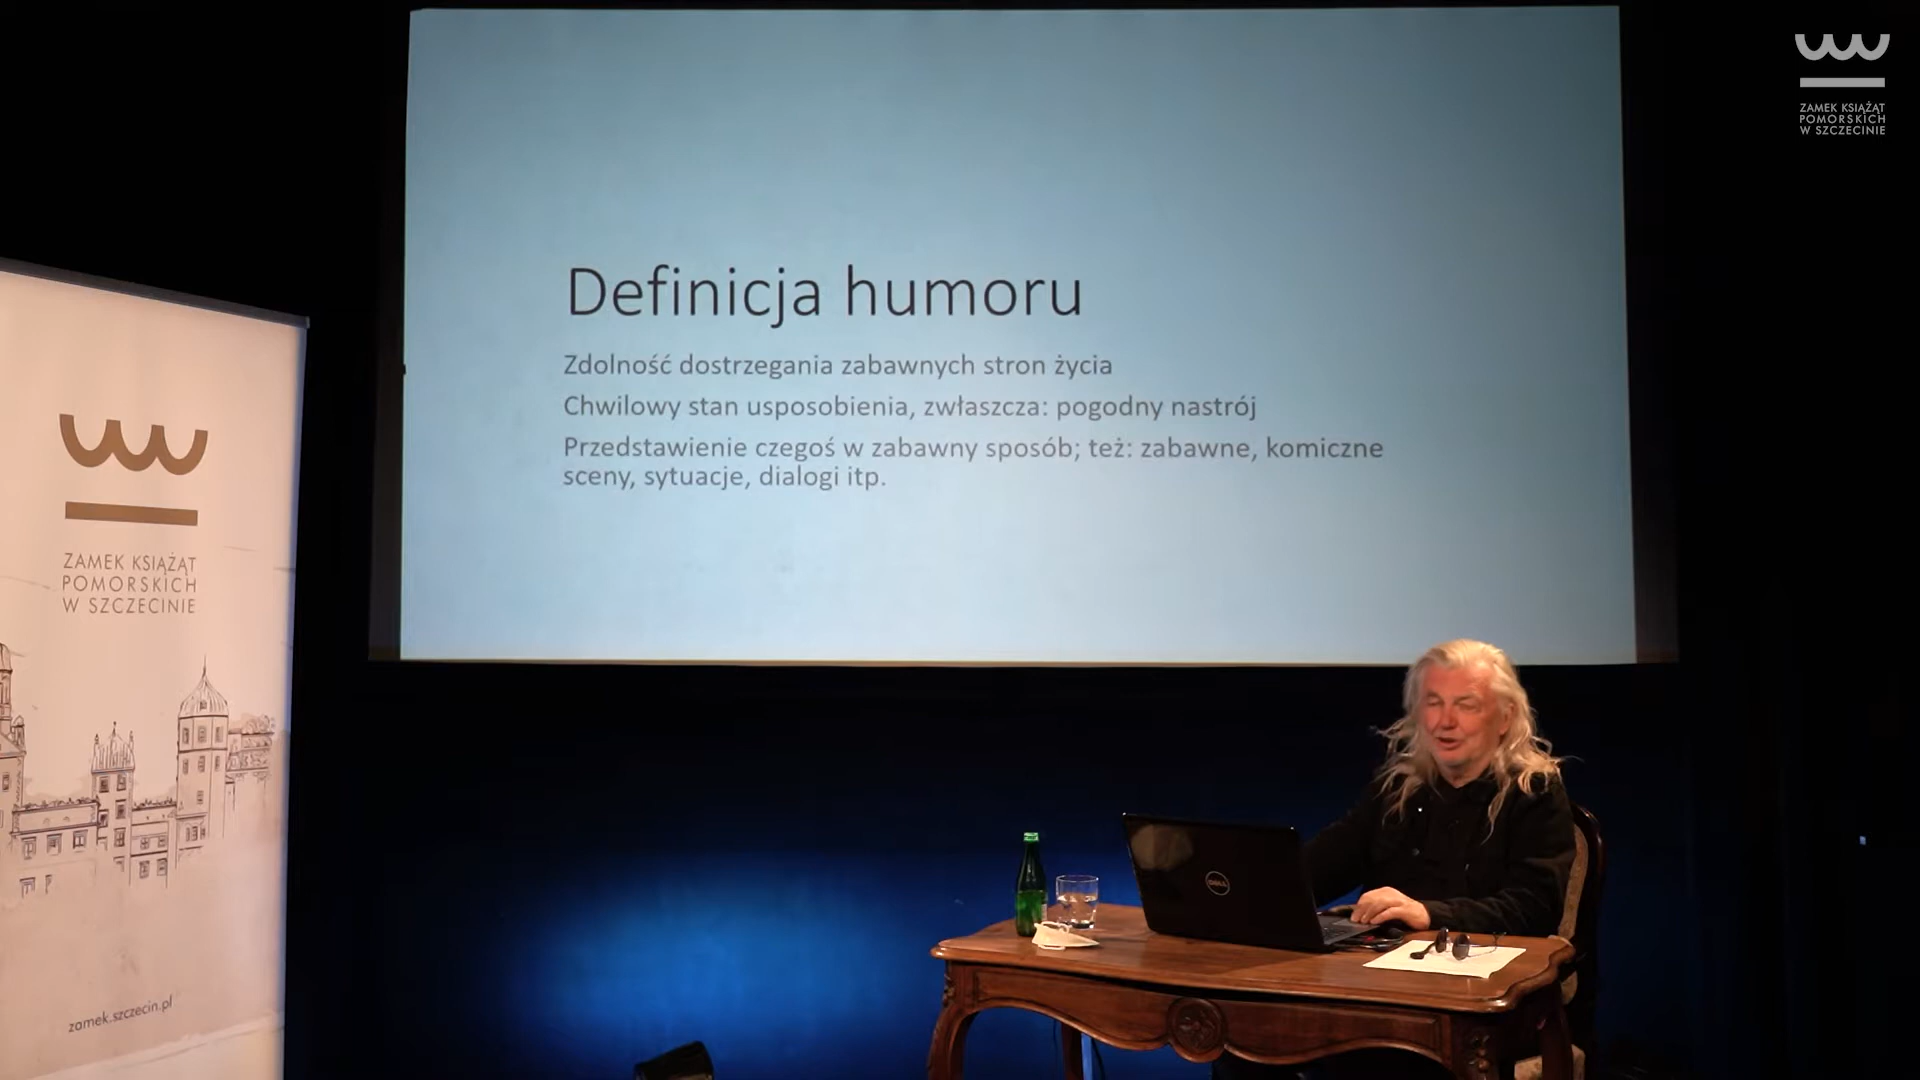 Definicja humoru
Zdolność dostrzegania zabawnych stron życia
Chwilowy stan usposobienia, zwłaszcza: pogodny nastrój
Przedstawienie czegoś w zabawny sposób; też: zabawne, komiczne
sceny, sytuacje, dialogi itp.
ZAMEK KSIĄŻĄT
POMORSKICH
W SZCZECINIE
ZAMEK KSIĄŻĄT
POMORSKICH
W SZCZECINIE
zamek.szczecin.pl
DELL